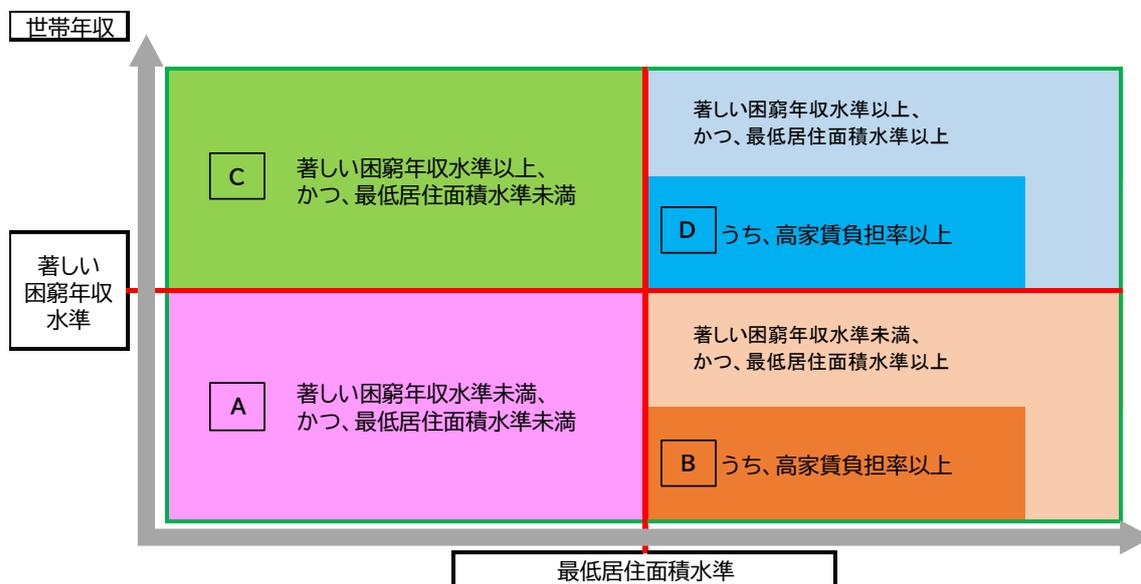 世帯年収
著しい困窮年収水準以上、
かつ、最低居住面積水準以上
C
著しい困窮年収水準以上、
かつ、最低居住面積水準未満
D
うち、高家賃負担率以上
著しい
困窮年収
水準
著しい困窮年収水準未満、
かつ、最低居住面積水準以上
A
著しい困窮年収水準未満、
かつ、最低居住面積水準未満
B
うち、高家賃負担率以上
最低居住面積水準